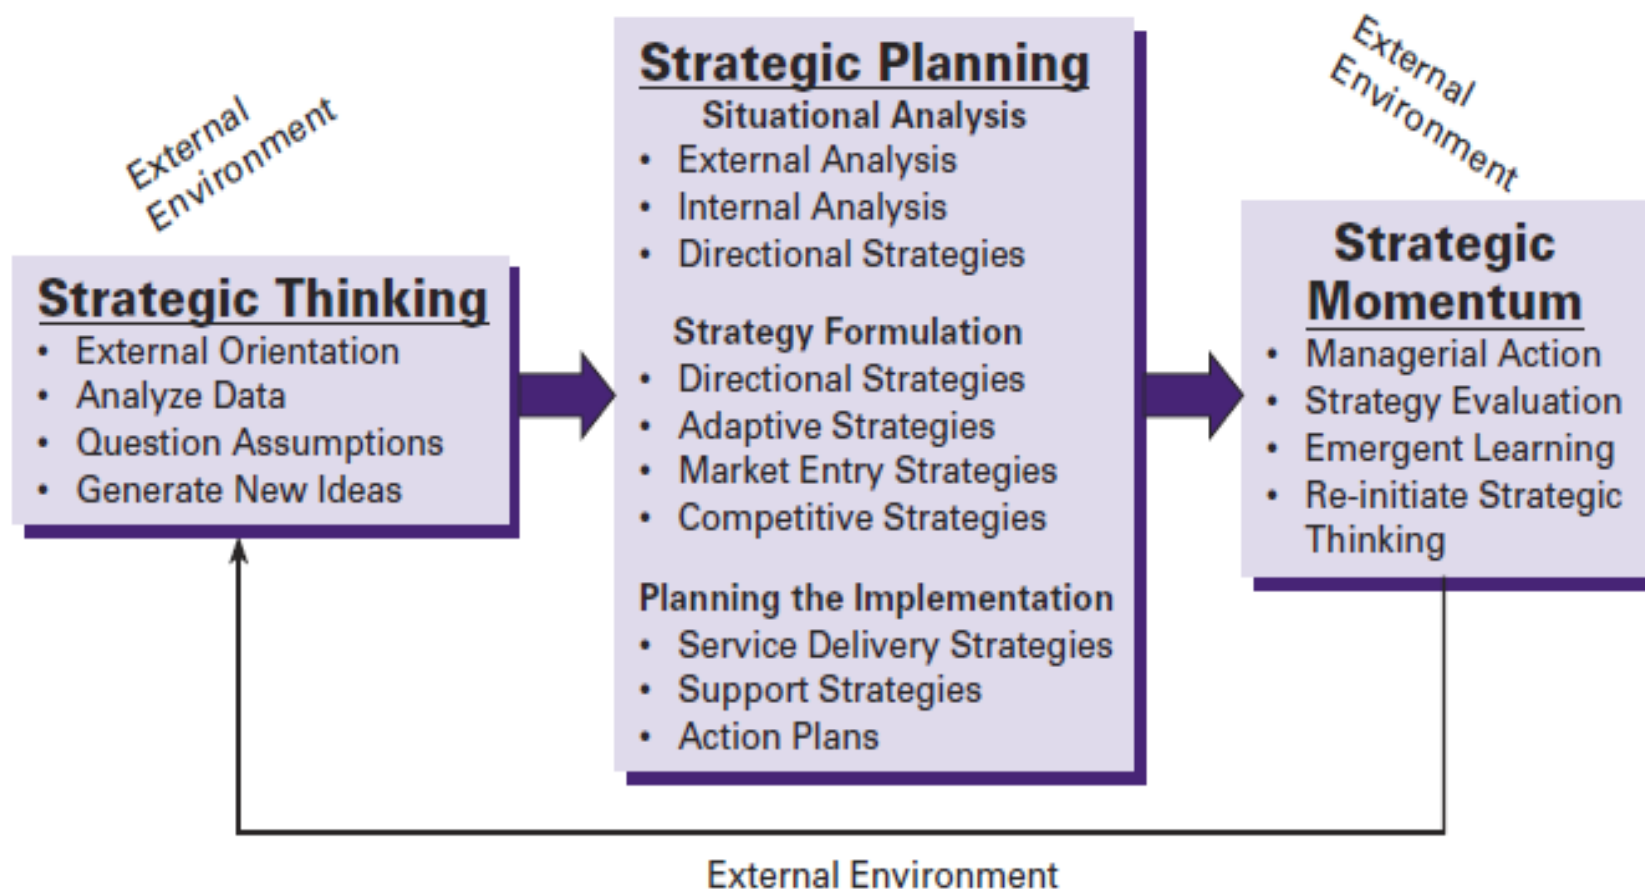 External
Environment
Strategic Thinking
• External Orientation
• Analyze Data
• Question Assumptions
• Generate New Ideas
Strategic Planning
Situational Analysis
• External Analysis
• Internal Analysis
• Directional Strategies
Strategy Formulation
• Directional Strategies
• Adaptive Strategies
• Market Entry Strategies
• Competitive Strategies
Planning the Implementation
• Service Delivery Strategies
• Support Strategies
• Action Plans
External
Environment
Strategic
Momentum
• Managerial Action
• Strategy Evaluation
• Emergent Learning
• Re-initiate Strategic
Thinking
External Environment